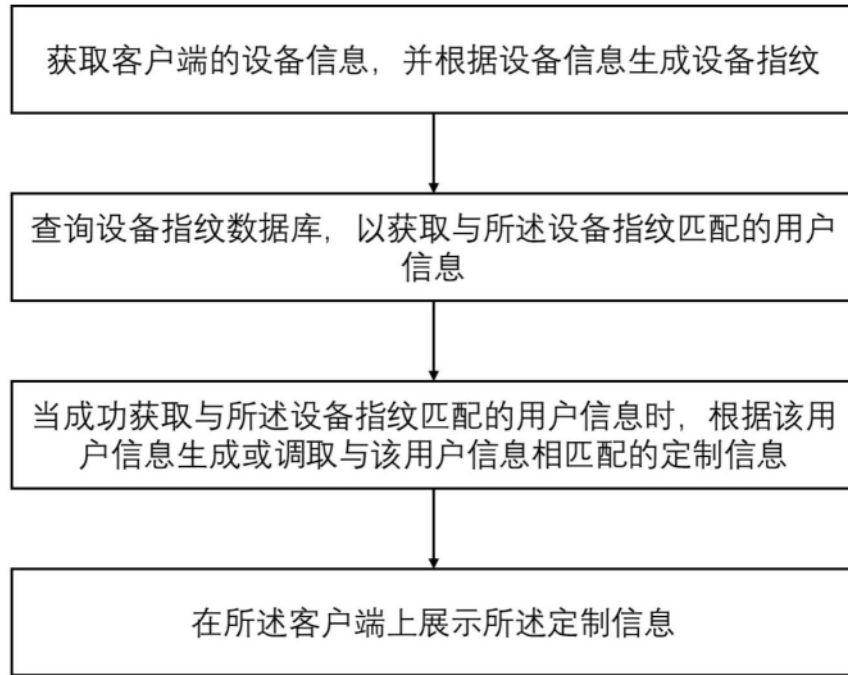 获取客户端的设备信息，并根据设备信息生成设备指纹
查询设备指纹数据库，以获取与所述设备指纹匹配的用户
信息
当成功获取与所述设备指纹匹配的用户信息时，根据该用
户信息生成或调取与该用户信息相匹配的定制信息
在所述客户端上展示所述定制信息